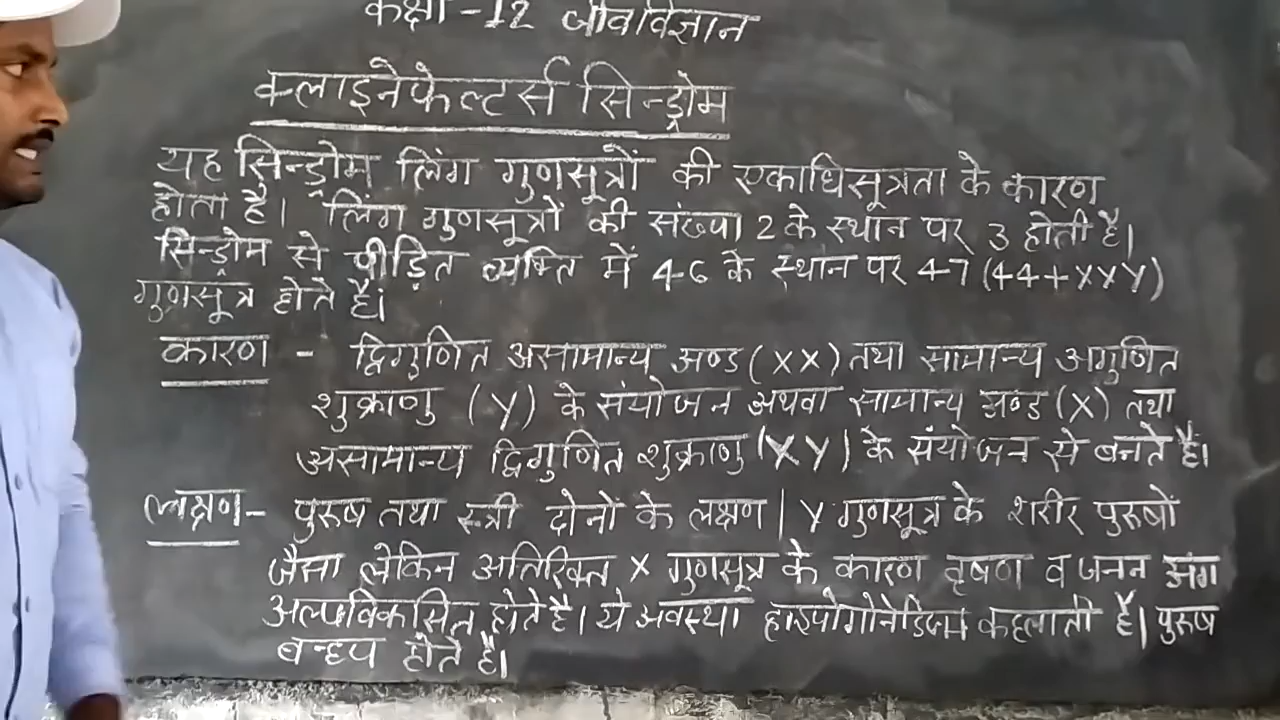 कक्षा -12 जीवविज्ञान
क्लाइनेफेल्टर्स सिन्ड्रोम
यह सिन्ड्रोम लिंग गुणसूत्रों की एकाधिसूत्रता के कारण
होता है। लिंग गुणसूत्रों की संख्या 2 के स्थान पर 3 होती है।
सिन्ड्रोम से पीड़ित व्यक्ति में 46 के स्थान पर 47 (44+XXY)
गुणसूत्र होते हैं।
कारण - द्विगुणित असामान्य अण्ड (XX) तथा सामान्य अगुणित
शुक्राणु (Y) के संयोजन अथवा सामान्य अण्ड (X) तथा
असामान्य द्विगुणित शुक्राणु (XY) के संयोजन से बनते है।
लक्षण - पुरूष तथा स्त्री दोनों के लक्षण | Y गुणसूत्र के शरीर पुरूषों
जैसा लेकिन अतिरिक्त X गुणसूत्र के कारण वृषण व जनन अंग
अल्पविकसित होते है। ये अवस्था हाइपोगोनेडिज्म कहलाती है। पुरूष
बन्ध्य होते हैं।